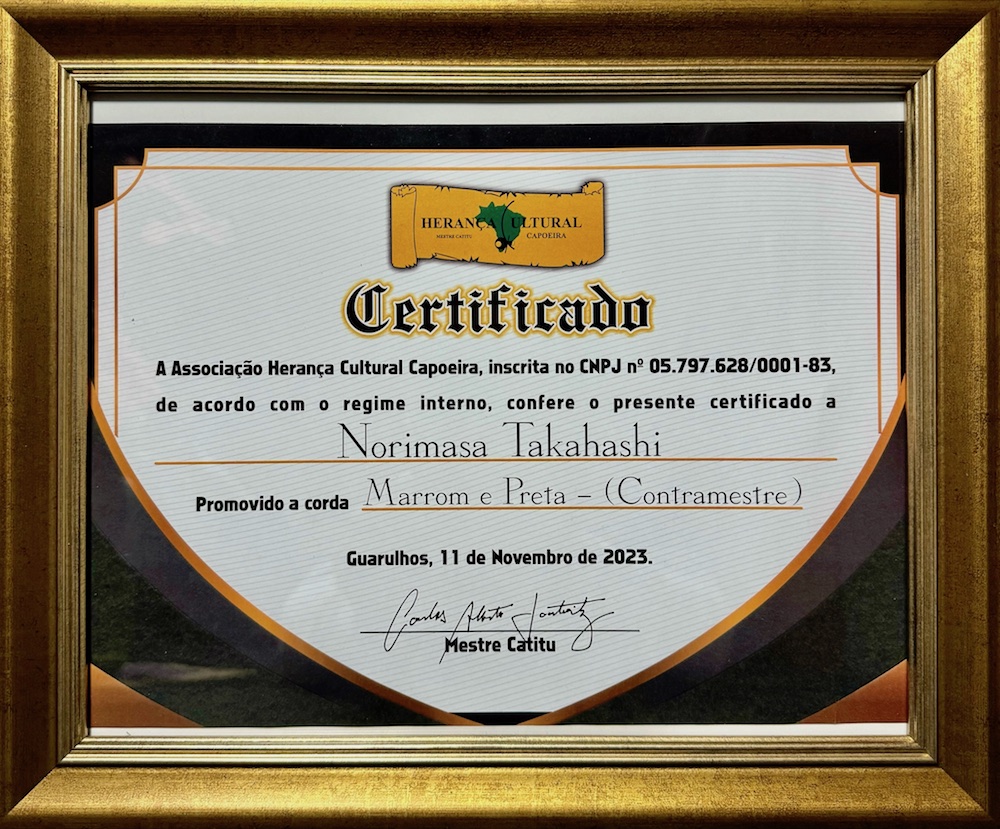 HERANÇA CULTURAL
MESTRE CATITU CAPOEIRA
Certificado
A Associação Herança Cultural Capoeira, inscrita no CNPJ nº 05.797.628/0001-83,
de acordo com o regime interno, confere o presente certificado a
Norimasa Takahashi
Promovido a corda Marrom e Preta – (Contramestre)
Guarulhos, 11 de Novembro de 2023.
Carlos Alberto
Mestre Catitu